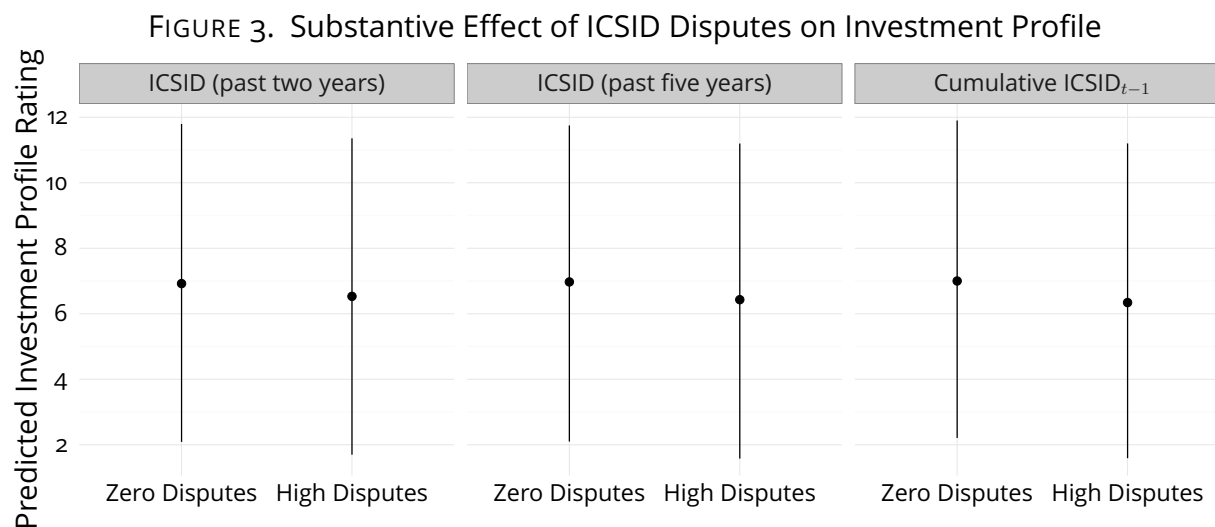 FIGURE 3. Substantive Effect of ICSID Disputes on Investment Profile
Predicted Investment Profile Rating
ICSID (past two years)
ICSID (past five years)
Cumulative ICSIDt−1
12
10
8
6
4
2
Zero Disputes
High Disputes
Zero Disputes
High Disputes
Zero Disputes
High Disputes